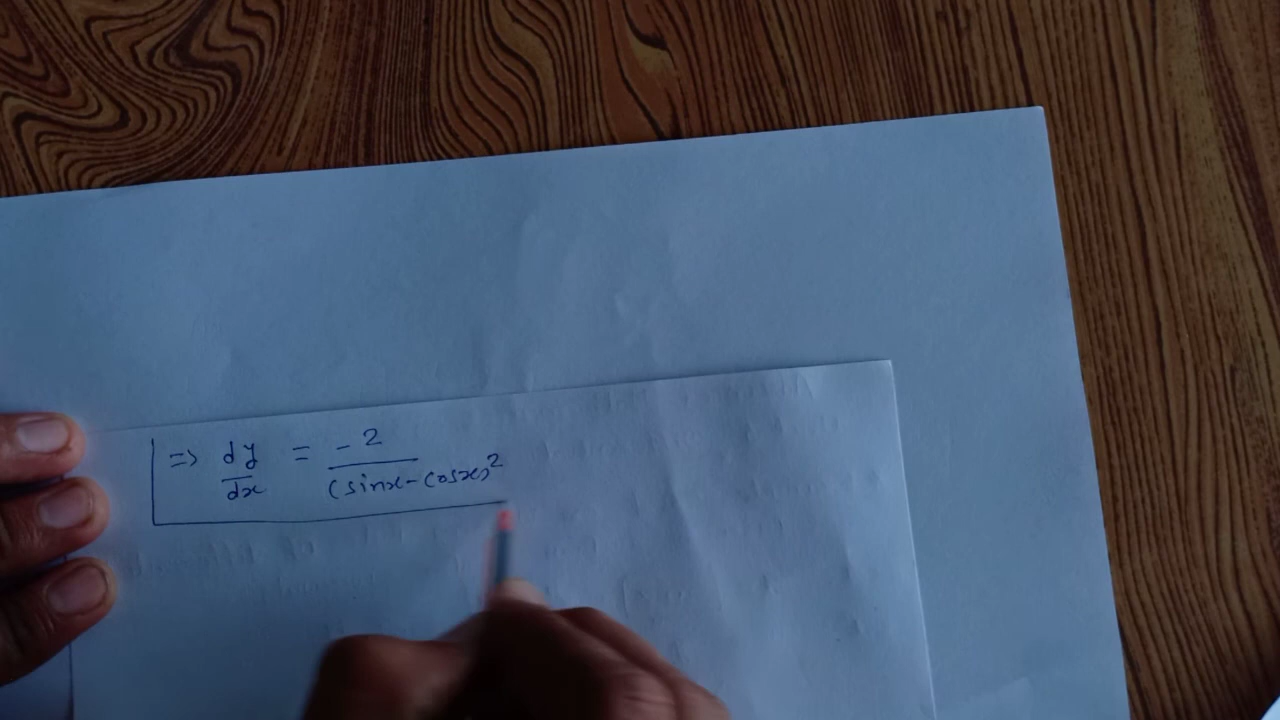 => dy/dx = -2/(sinx-cosx)²